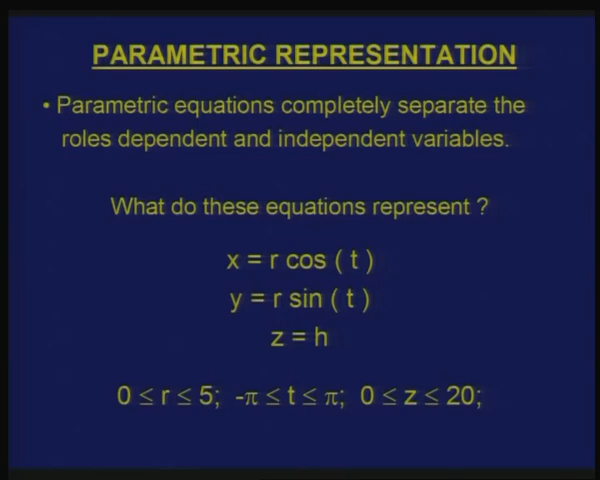 PARAMETRIC REPRESENTATION
• Parametric equations completely separate the
roles dependent and independent variables.
What do these equations represent ?
x = r cos ( t )
y = r sin ( t )
z = h
0 ≤ r ≤ 5; -π ≤ t ≤ π; 0 ≤ z ≤ 20;